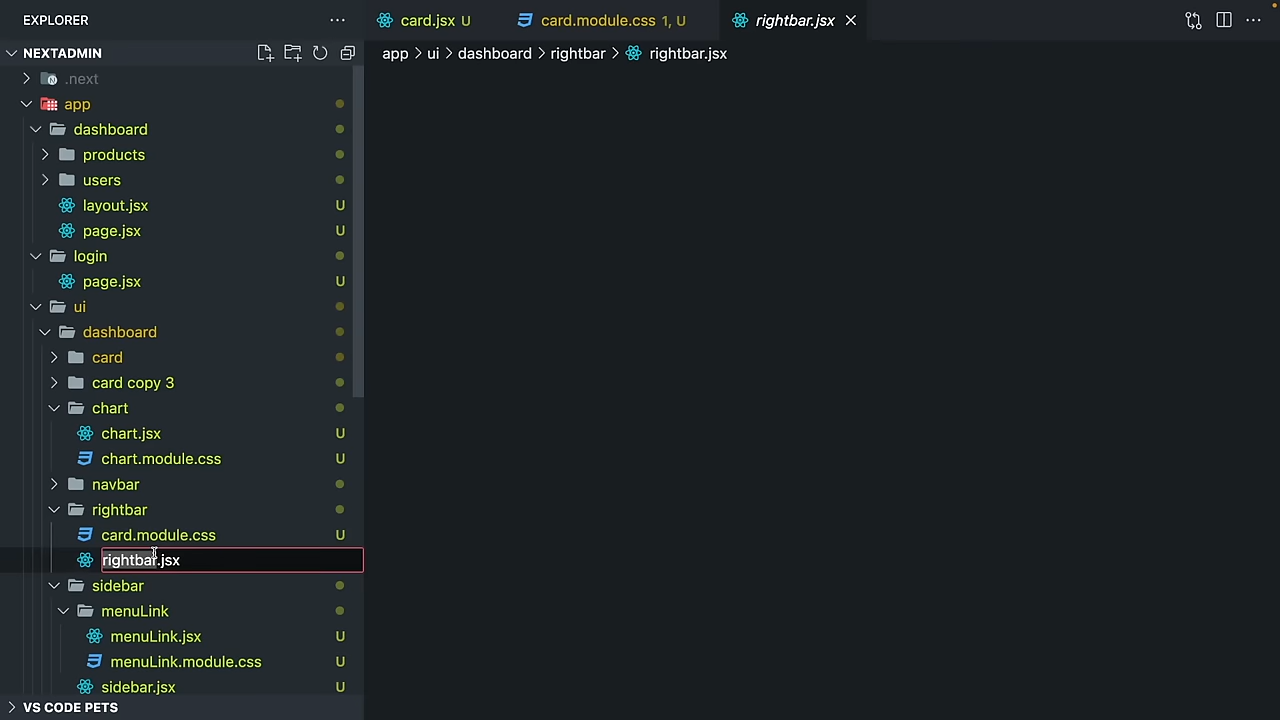 EXPLORER
NEXTADMIN
.next
app
dashboard
products
users
layout.jsx U
page.jsx U
login
page.jsx U
ui
dashboard
card
card copy 3
chart
chart.jsx U
chart.module.css U
navbar
rightbar
card.module.css U
rightbar.jsx
sidebar
menuLink
menuLink.jsx U
menuLink.module.css U
sidebar.jsx U
VS CODE PETS
card.jsx U
card.module.css 1, U
rightbar.jsx
app > ui > dashboard > rightbar > rightbar.jsx